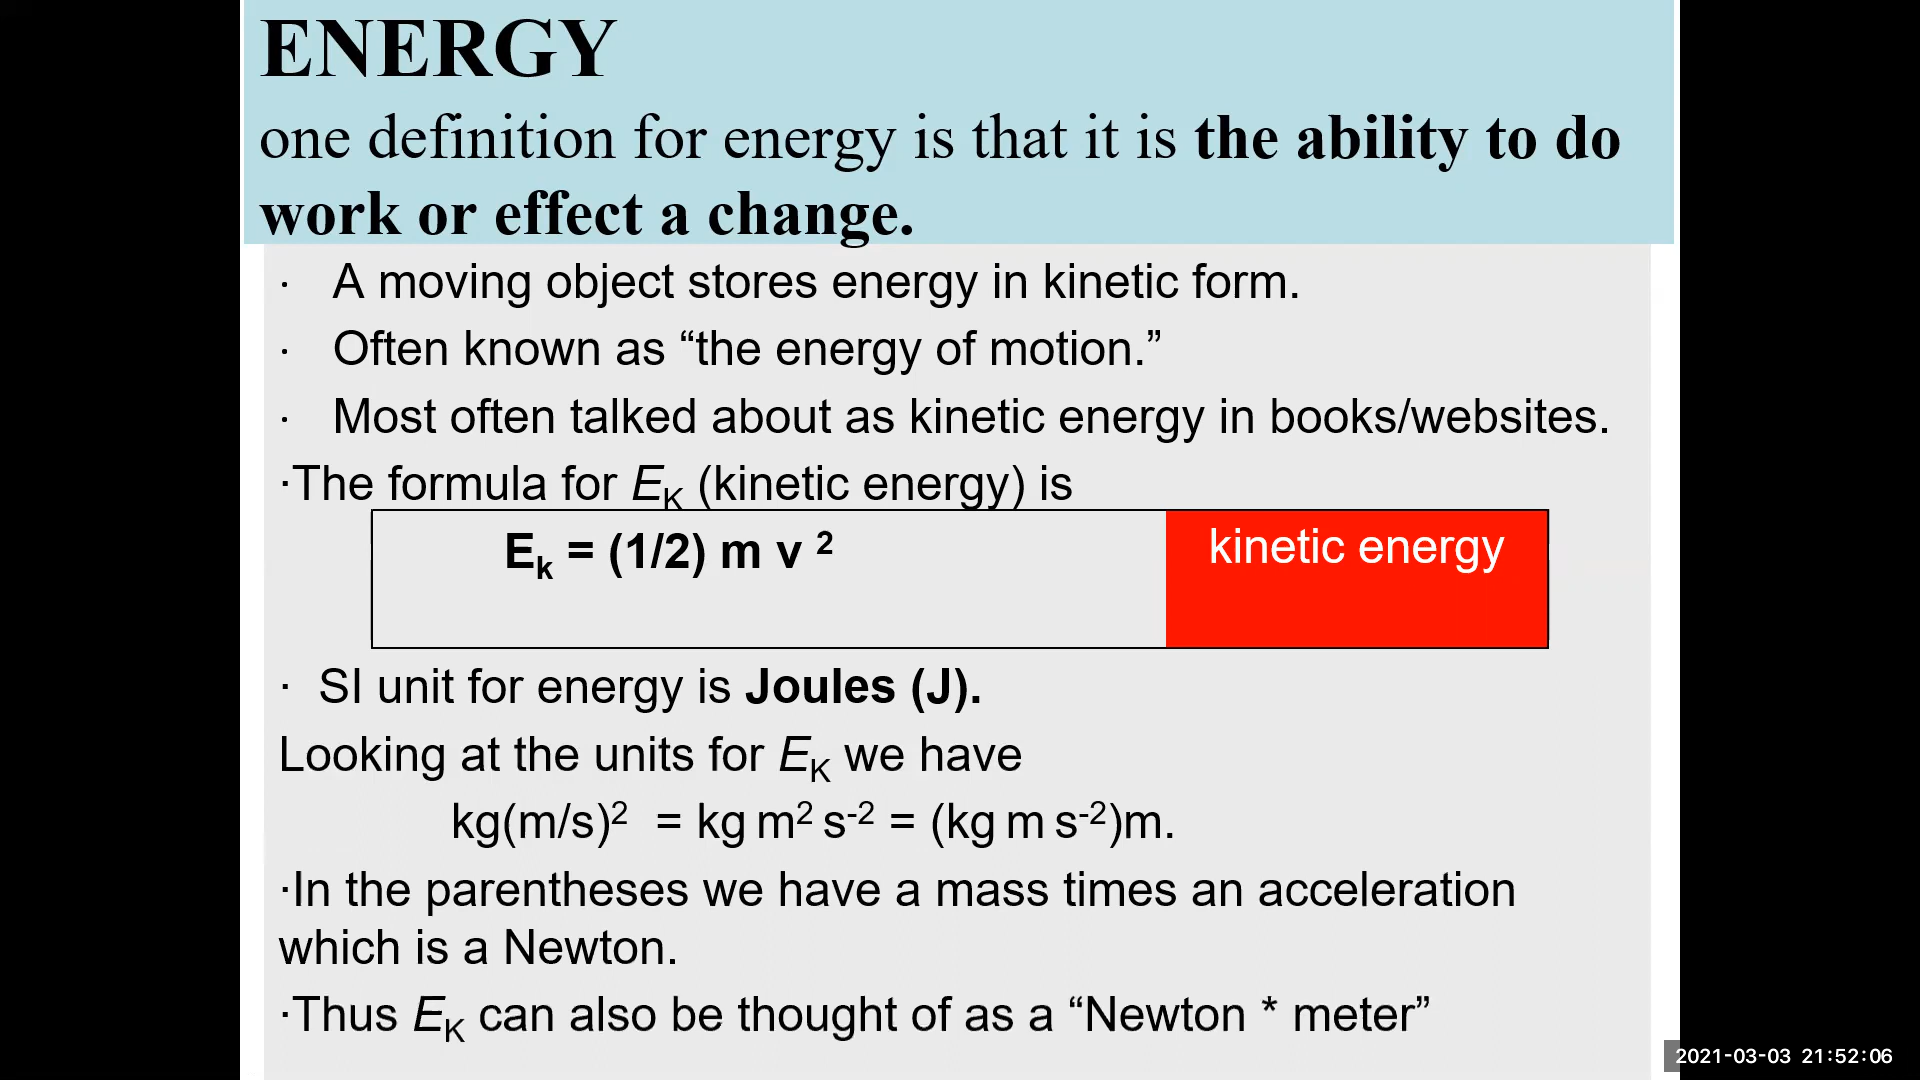 ENERGY
one definition for energy is that it is the ability to do
work or effect a change.
· A moving object stores energy in kinetic form.
· Often known as “the energy of motion.”
· Most often talked about as kinetic energy in books/websites.
·The formula for E_K (kinetic energy) is
E_k = (1/2) m v ²
kinetic energy
· SI unit for energy is Joules (J).
Looking at the units for E_K we have
kg(m/s)² = kg m² s⁻² = (kg m s⁻²)m.
·In the parentheses we have a mass times an acceleration
which is a Newton.
·Thus E_K can also be thought of as a “Newton * meter”
2021-03-03 21:52:06